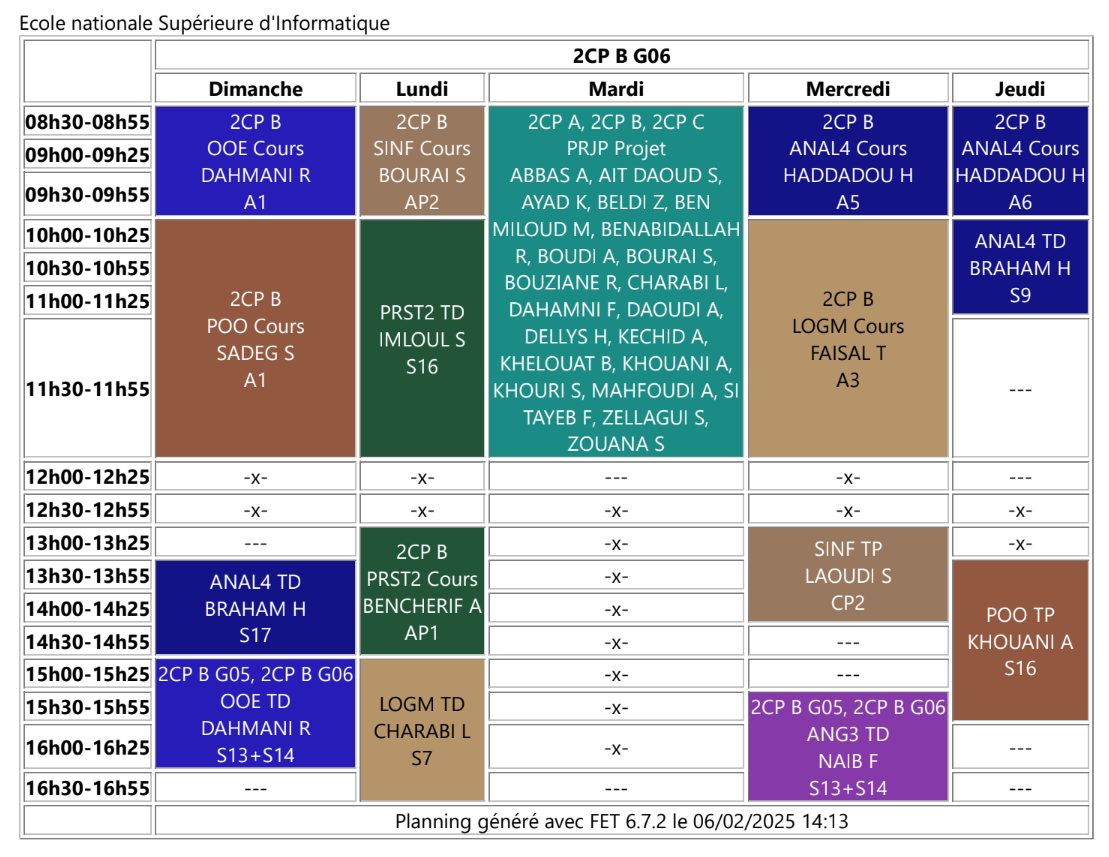 Ecole nationale Supérieure d'Informatique
2CP B G06
Dimanche Lundi Mardi Mercredi Jeudi
08h30-08h55
09h00-09h25
09h30-09h55
10h00-10h25
10h30-10h55
11h00-11h25
11h30-11h55
2CP B
OOE Cours
DAHMANI R
A1
2CP B
SINF Cours
BOURAI S
AP2
2CP A, 2CP B, 2CP C
PRJP Projet
ABBAS A, AIT DAOUD S,
AYAD K, BELDI Z, BEN
MILOUD M, BENABIDALLAH
R, BOUDI A, BOURAI S,
BOUZIANE R, CHARABI L,
DAHAMNI F, DAOUDI A,
DELLYS H, KECHID A,
KHELOUAT B, KHOUANI A,
KHOURI S, MAHFOUDI A, SI
TAYEB F, ZELLAGUI S,
ZOUANA S
2CP B
ANAL4 Cours
HADDADOU H
A5
2CP B
ANAL4 Cours
HADDADOU H
A6
2CP B
POO Cours
SADEG S
A1
PRST2 TD
IMLOUL S
S16
2CP B
LOGM Cours
FAISAL T
A3
ANAL4 TD
BRAHAM H
S9
---
12h00-12h25 -x- -x- --- -x- ---
12h30-12h55 -x- -x- -x- -x- -x-
13h00-13h25 --- -x- -x-
13h30-13h55 -x-
14h00-14h25 -x-
14h30-14h55 -x- ---
15h00-15h25 -x- ---
15h30-15h55 -x-
16h00-16h25 -x- ---
16h30-16h55 --- --- ---
ANAL4 TD
BRAHAM H
S17
2CP B G05, 2CP B G06
OOE TD
DAHMANI R
S13+S14
2CP B
PRST2 Cours
BENCHERIF A
AP1
LOGM TD
CHARABI L
S7
SINF TP
LAOUDI S
CP2
2CP B G05, 2CP B G06
ANG3 TD
NAIB F
S13+S14
POO TP
KHOUANI A
S16
Planning généré avec FET 6.7.2 le 06/02/2025 14:13